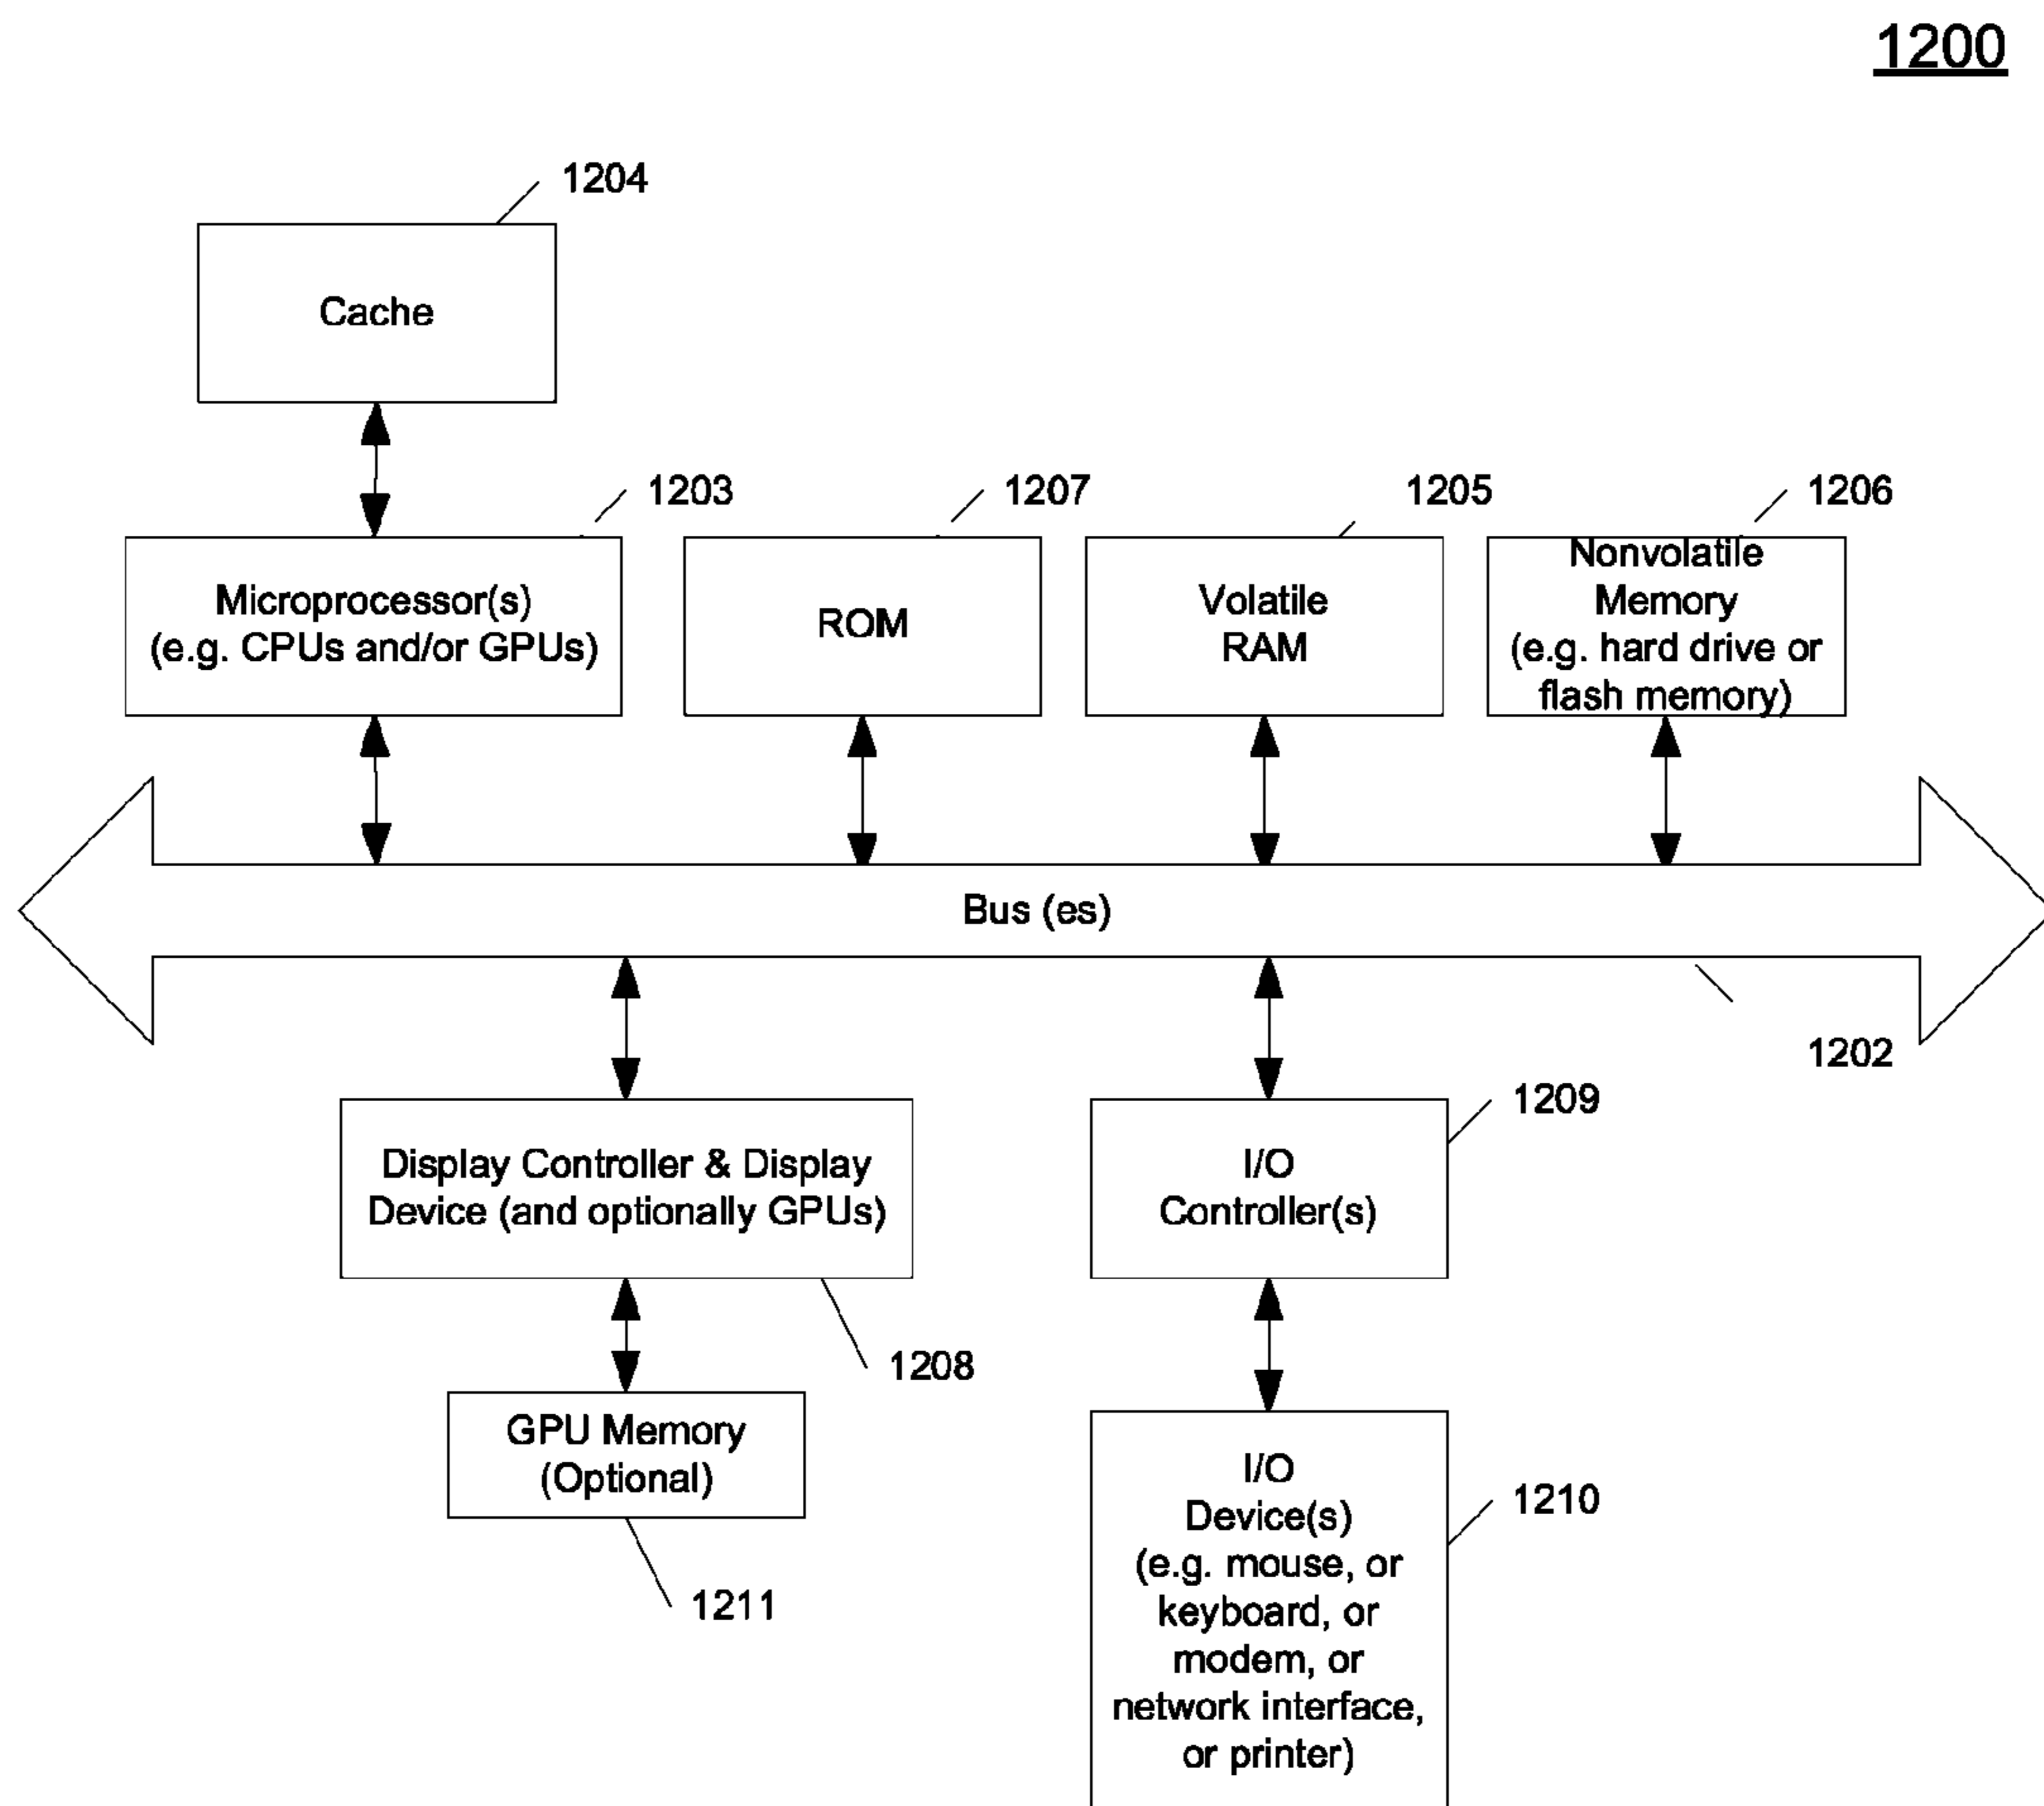 1200
1204
Cache
1203
1207
1205
1206
Microprocessor(s)
(e.g. CPUs and/or GPUs)
ROM
Volatile
RAM
Nonvolatile
Memory
(e.g. hard drive or
flash memory)
Bus (es)
1202
Display Controller & Display
Device (and optionally GPUs)
1208
I/O
Controller(s)
1209
GPU Memory
(Optional)
1211
I/O
Device(s)
(e.g. mouse, or
keyboard, or
modem, or
network interface,
or printer)
1210